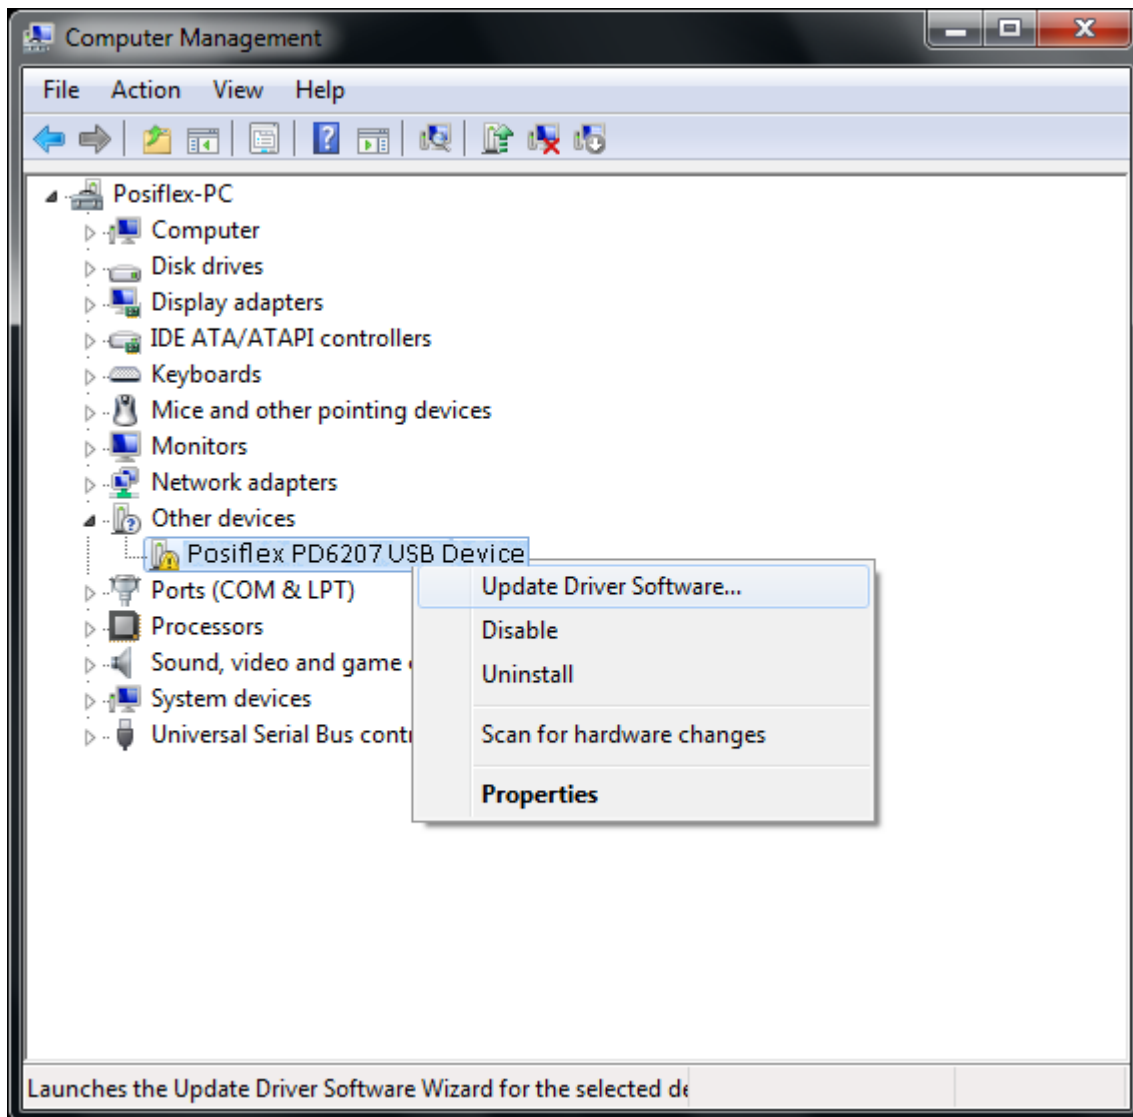 Computer Management
File Action View Help
Posiflex-PC
Computer
Disk drives
Display adapters
IDE ATA/ATAPI controllers
Keyboards
Mice and other pointing devices
Monitors
Network adapters
Other devices
Posiflex PD6207 USB Device
Ports (COM & LPT)
Processors
Sound, video and game
System devices
Universal Serial Bus cont
Update Driver Software...
Disable
Uninstall
Scan for hardware changes
Properties
Launches the Update Driver Software Wizard for the selected de